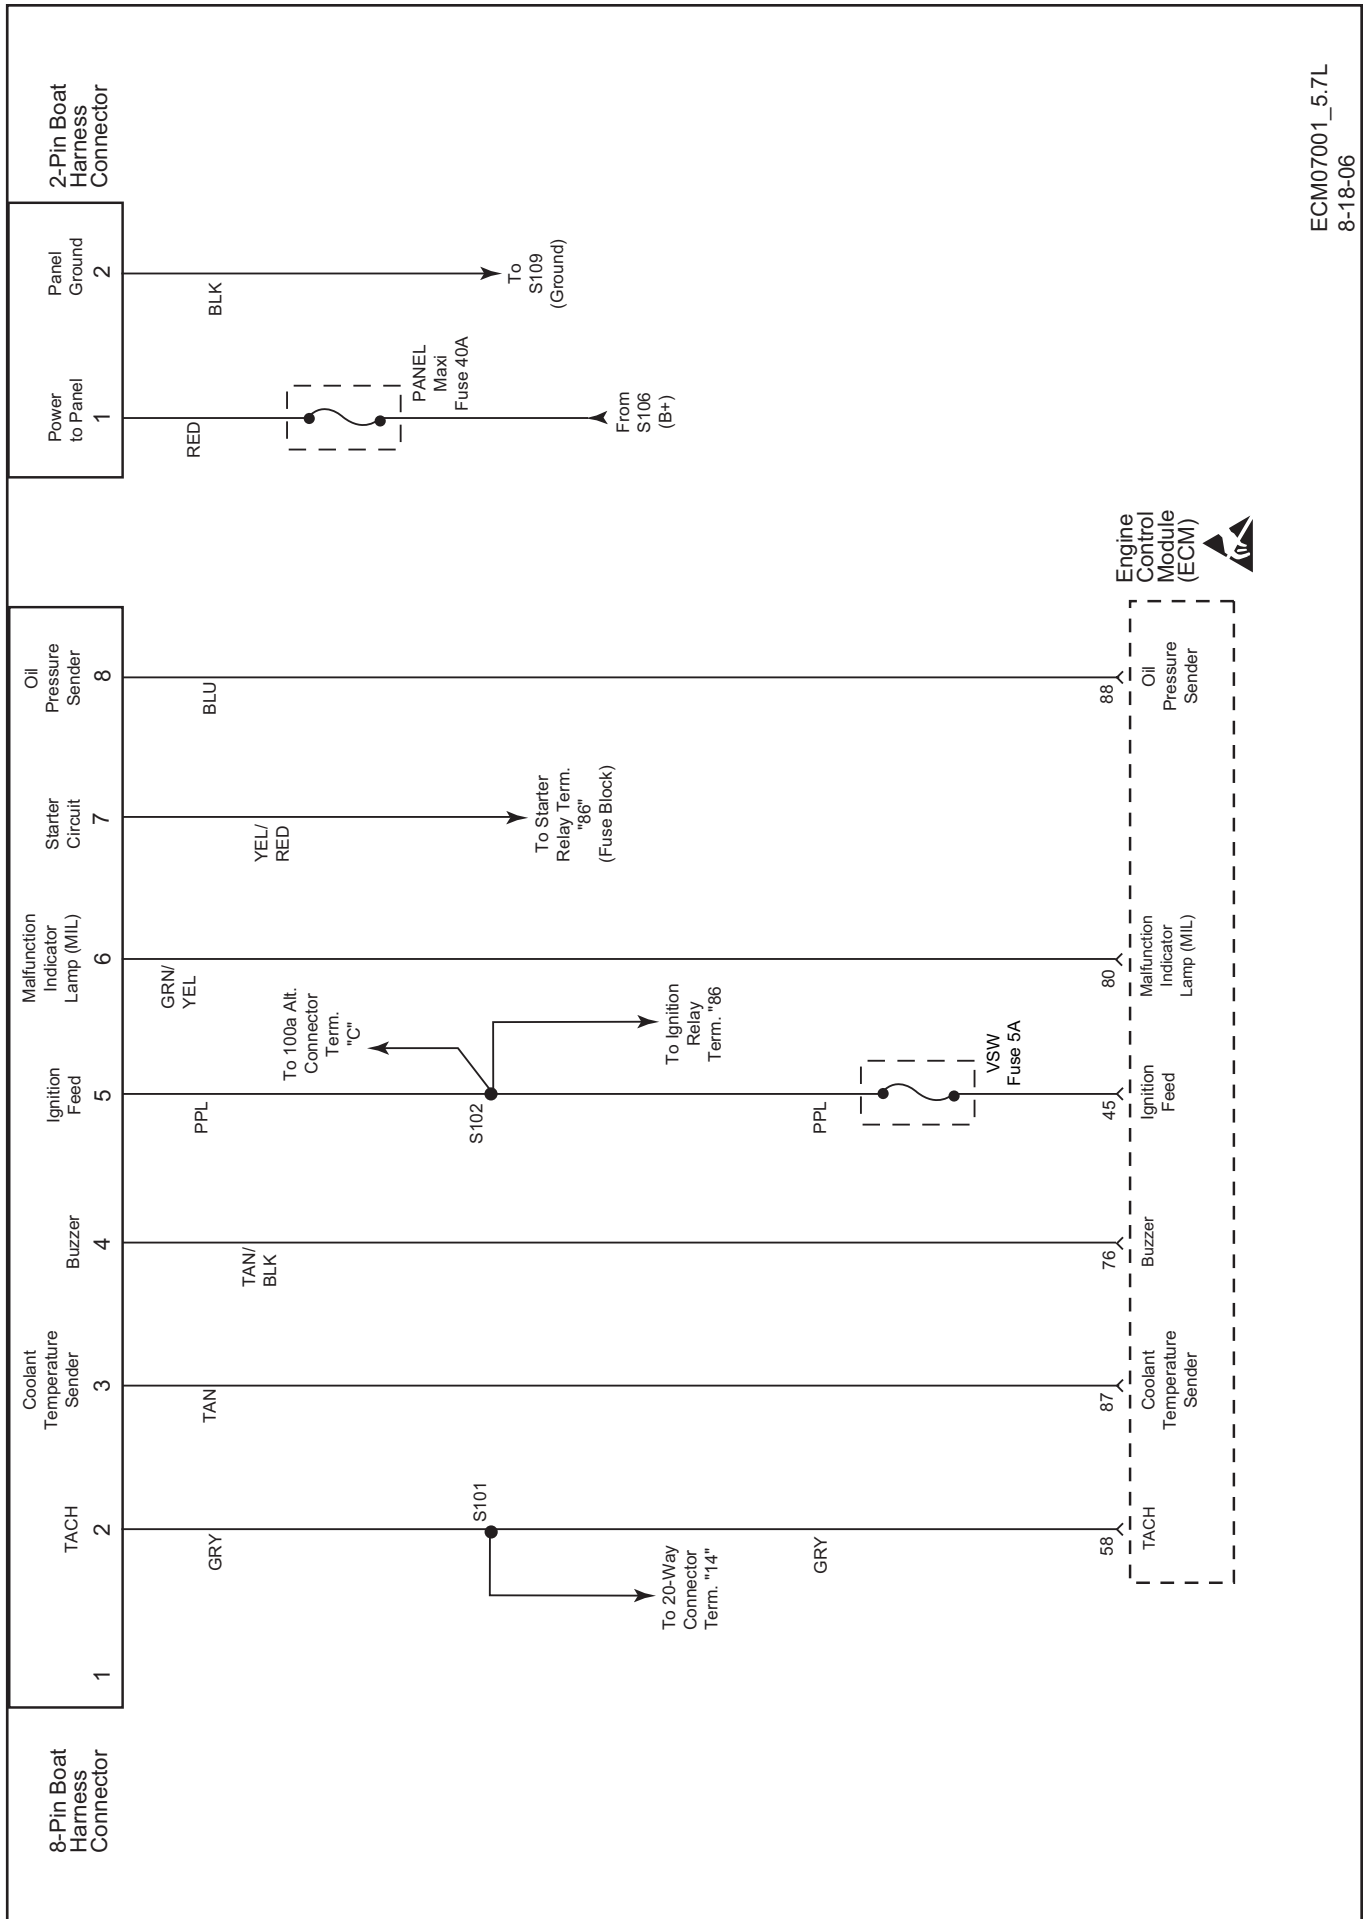 8-Pin Boat
Harness
Connector
1
TACH
2
Coolant
Temperature
Sender
3
Buzzer
4
Ignition
Feed
5
Malfunction
Indicator
Lamp (MIL)
6
Starter
Circuit
7
Oil
Pressure
Sender
8
Power
to Panel
1
Panel
Ground
2
2-Pin Boat
Harness
Connector
GRY
TAN
TAN/
BLK
PPL
GRN/
YEL
YEL/
RED
BLU
RED
BLK
S101
To 20-Way
Connector
Term. "14"
GRY
S102
To 100a Alt.
Connector
Term.
"C"
To Ignition
Relay
Term. "86
PPL
VSW
Fuse 5A
To Starter
Relay Term.
"86"
(Fuse Block)
PANEL
Maxi
Fuse 40A
From
S106
(B+)
To
S109
(Ground)
58
TACH
87
Coolant
Temperature
Sender
76
Buzzer
45
Ignition
Feed
80
Malfunction
Indicator
Lamp (MIL)
88
Oil
Pressure
Sender
Engine
Control
Module
(ECM)
ECM07001_5.7L
8-18-06